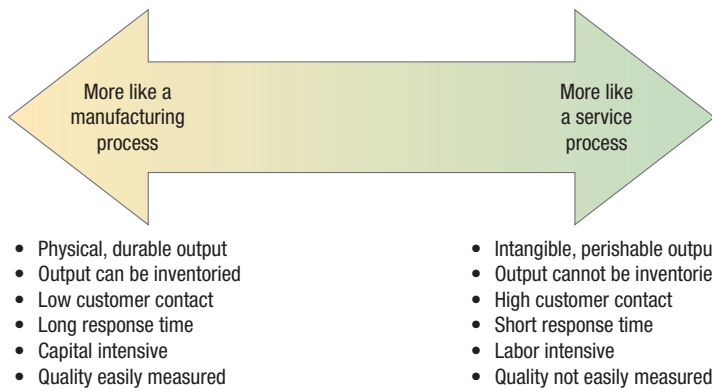 More like a
manufacturing
process
More like
a service
process
• Physical, durable output
• Output can be inventoried
• Low customer contact
• Long response time
• Capital intensive
• Quality easily measured
• Intangible, perishable outpu
• Output cannot be inventorie
• High customer contact
• Short response time
• Labor intensive
• Quality not easily measured